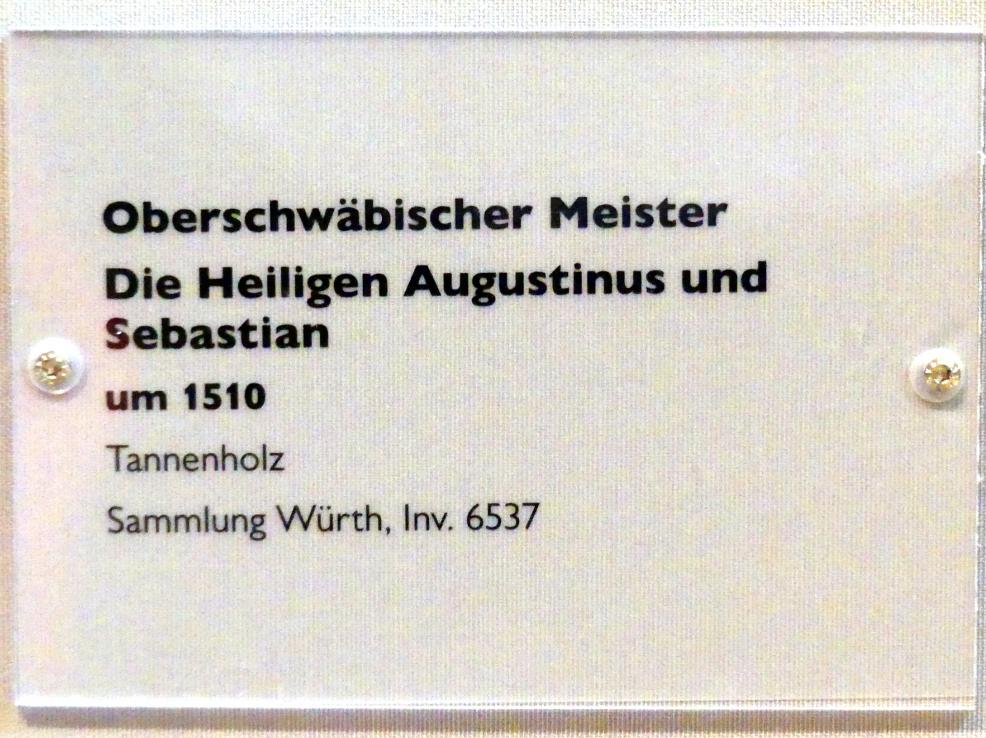 Oberschwäbischer Meister
Die Heiligen Augustinus und
Sebastian
um 1510
Tannenholz
Sammlung Würth, Inv. 6537